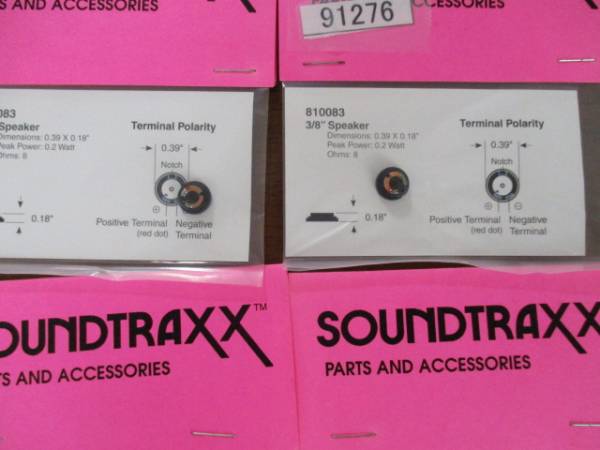 S AND ACCESSORIES
91276
ACCESSORIES
083
Speaker
Dimensions: 0.39 X 0.18"
Peak Power: 0.2 Watt
Ohms: 8
Terminal Polarity
0.39"
Notch
0.18"
Positive Terminal
(red dot)
Negative
Terminal
810083
3/8" Speaker
Dimensions: 0.39 X 0.18"
Peak Power: 0.2 Watt
Ohms: 8
Terminal Polarity
0.39"
Notch
0.18"
Positive Terminal
(red dot)
Negative
Terminal
OUNDTRAXX™
TS AND ACCESSORIES
SOUNDTRAXX
PARTS AND ACCESSORIES